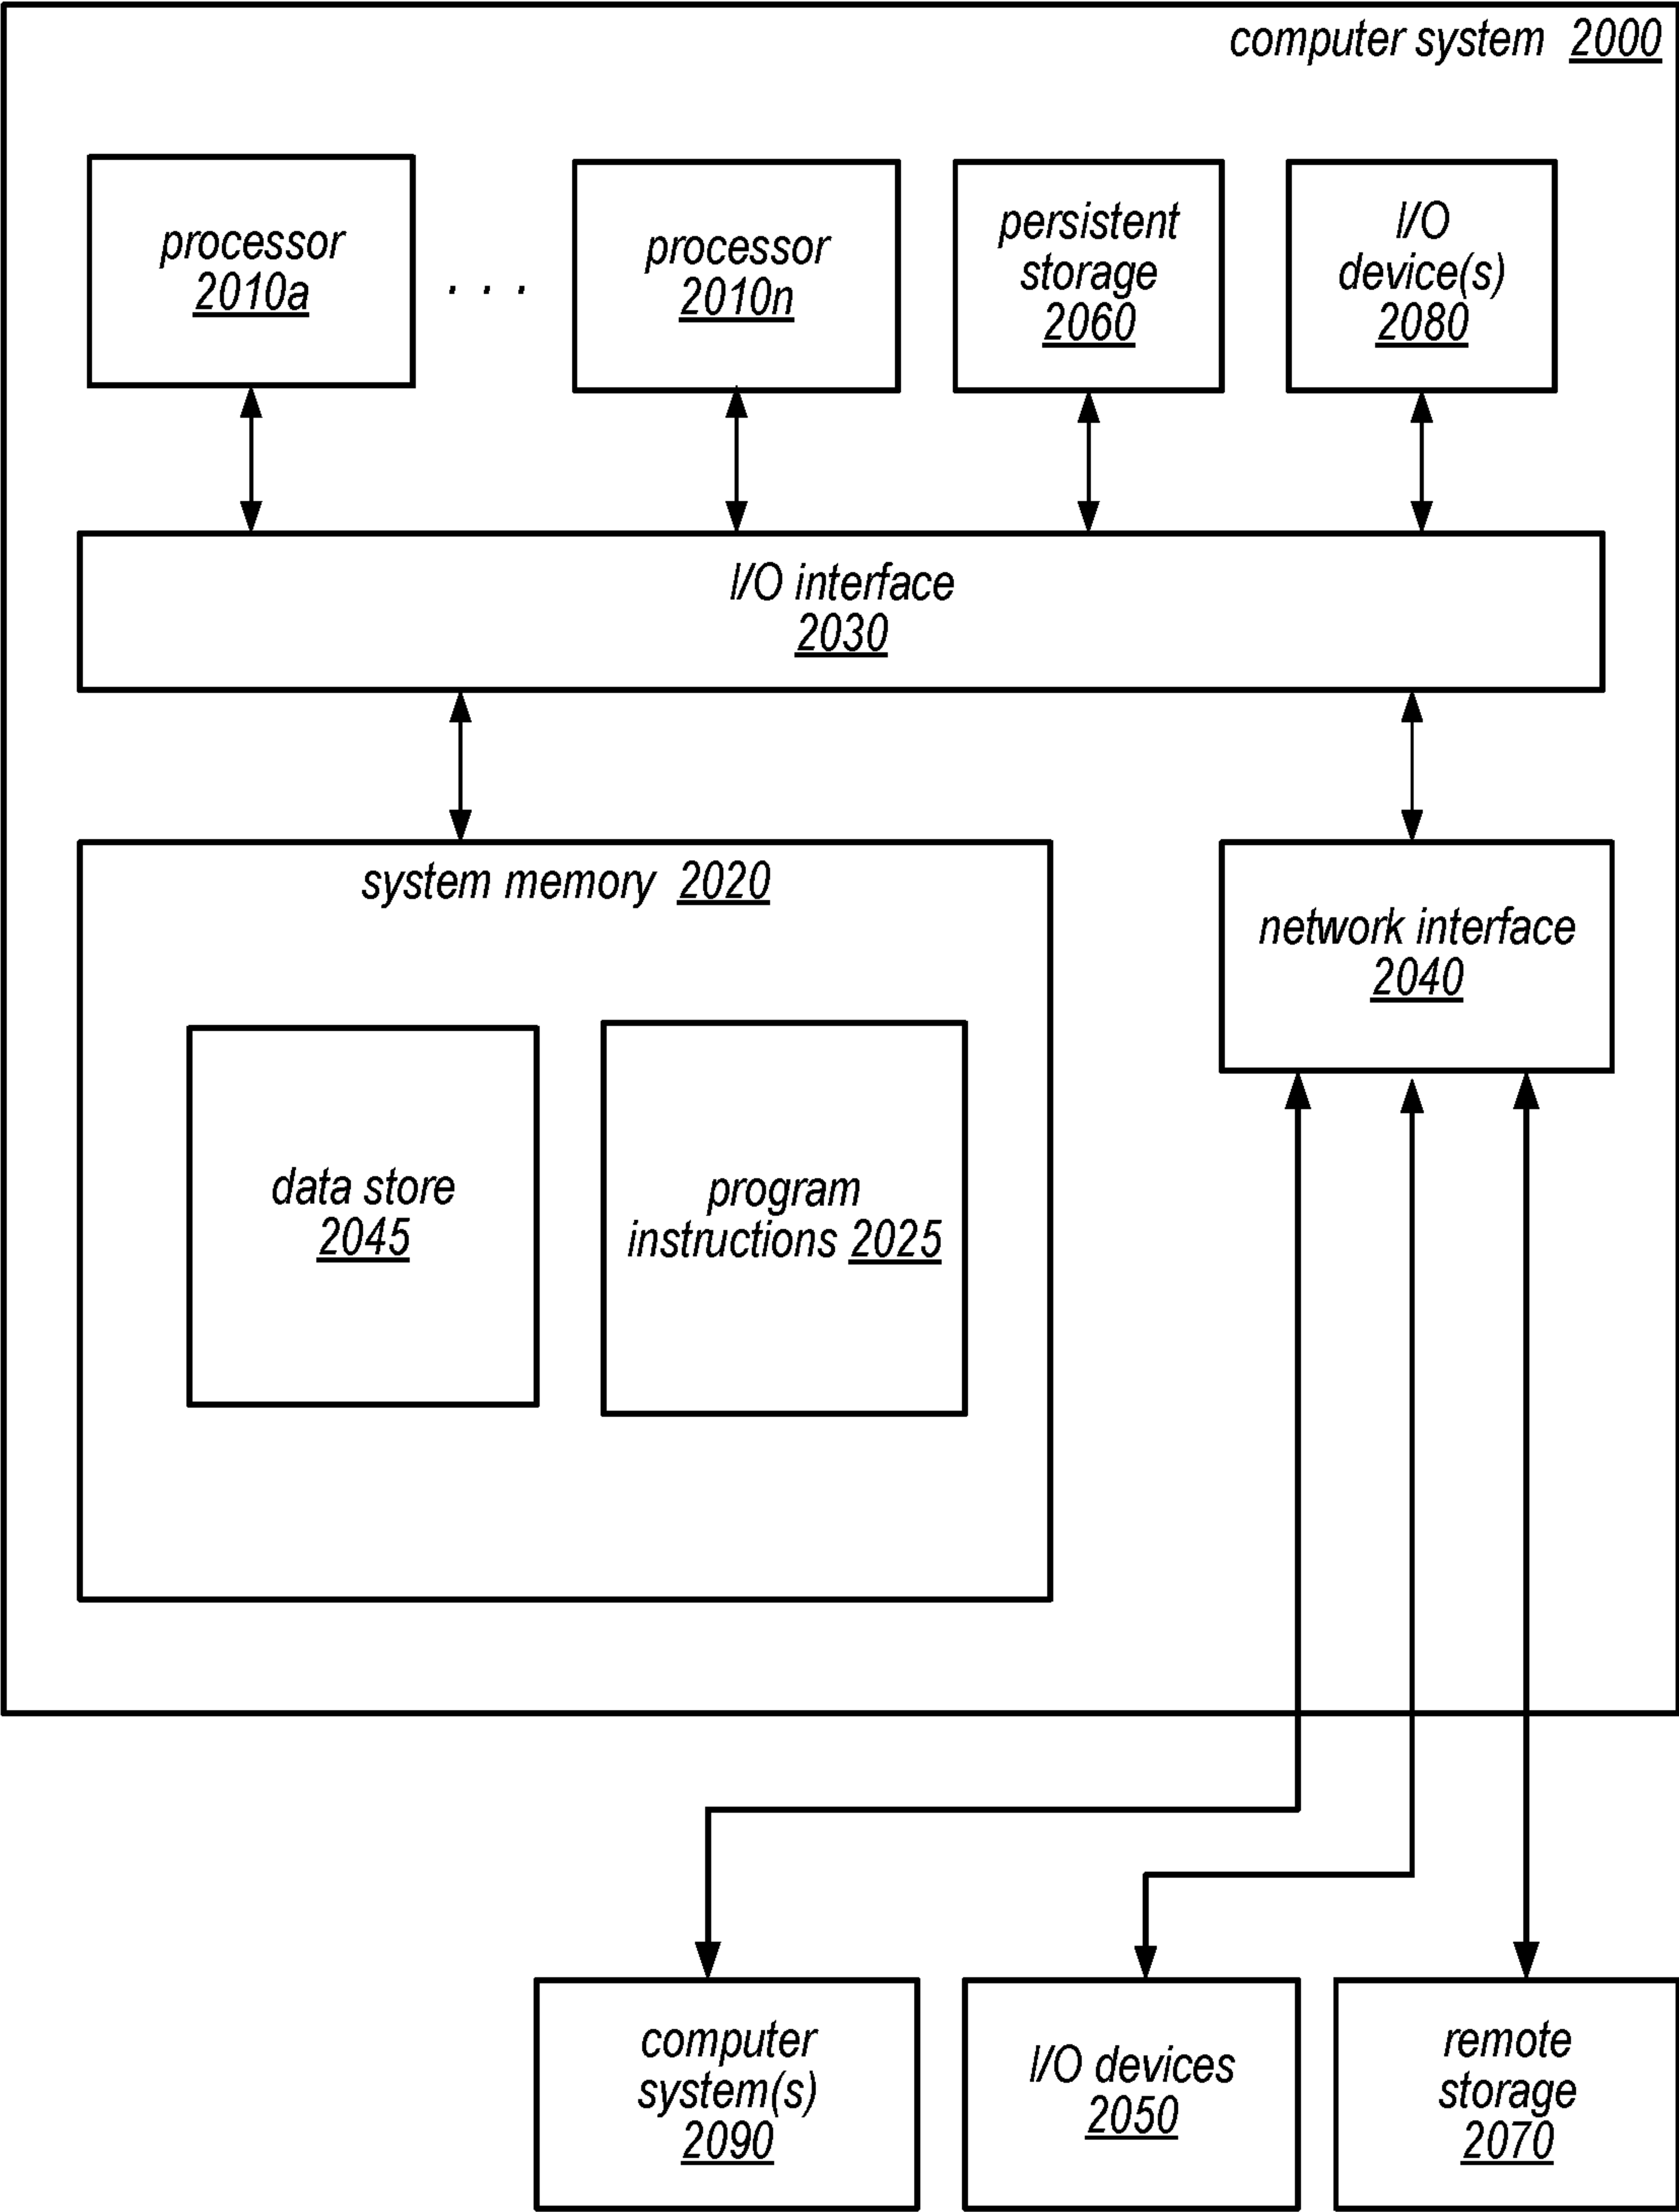 computer system 2000
processor
2010a
. . .
processor
2010n
persistent
storage
2060
I/O
device(s)
2080
I/O interface
2030
system memory 2020
network interface
2040
data store
2045
program
instructions 2025
computer
system(s)
2090
I/O devices
2050
remote
storage
2070